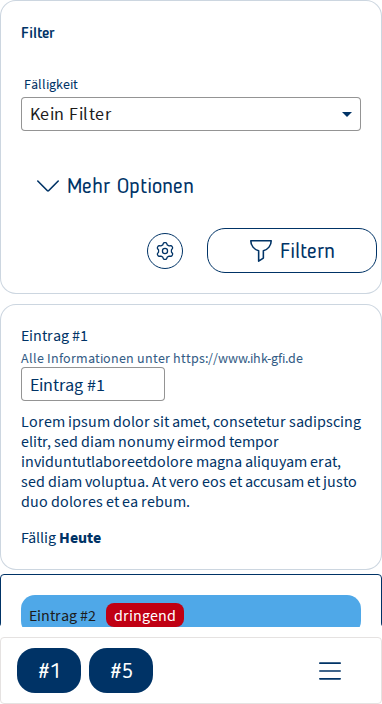 Filter
Fälligkeit
Kein Filter
Mehr Optionen
Filtern
Eintrag #1
Alle Informationen unter https://www.ihk-gfi.de
Eintrag #1
Lorem ipsum dolor sit amet, consetetur sadipscing
elitr, sed diam nonumy eirmod tempor
inviduntutlaboreetdolore magna aliquyam erat,
sed diam voluptua. At vero eos et accusam et justo
duo dolores et ea rebum.
Fällig Heute
Eintrag #2 dringend
#1 #5